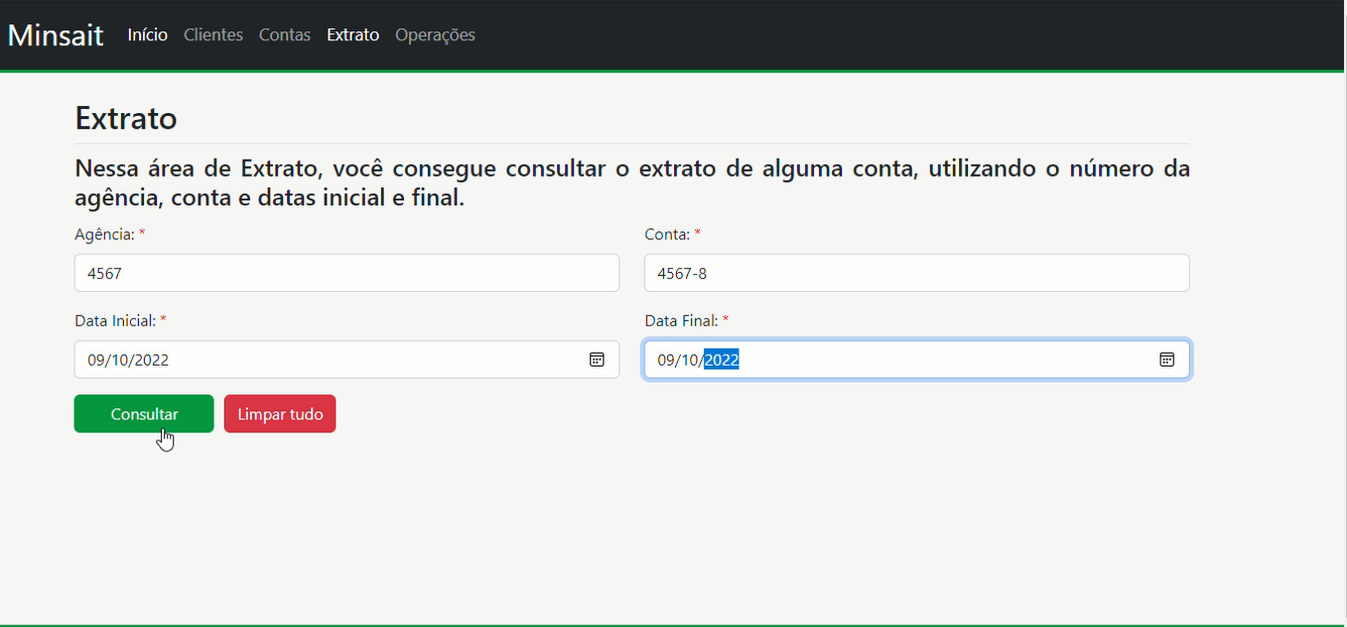 Minsait Início Clientes Contas Extrato Operações
Extrato
Nessa área de Extrato, você consegue consultar o extrato de alguma conta, utilizando o número da
agência, conta e datas inicial e final.
Agência: * Conta: *
4567 4567-8
Data Inicial: * Data Final: *
09/10/2022 09/10/2022
Consultar Limpar tudo